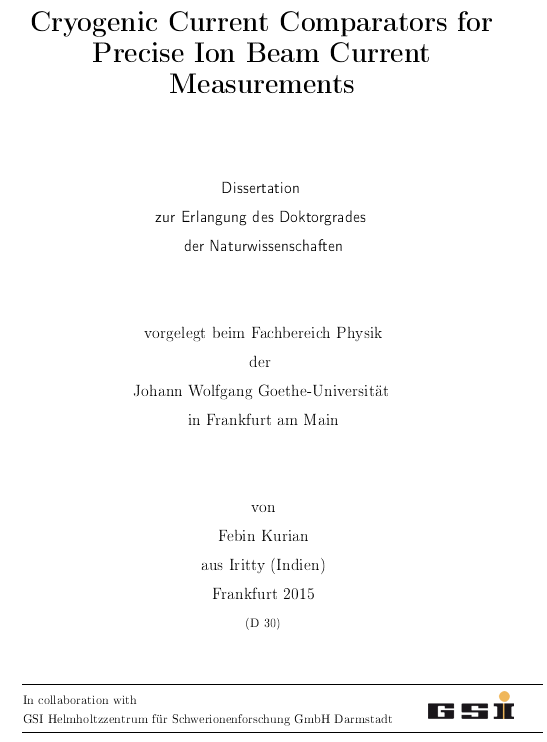 Cryogenic Current Comparators for
Precise Ion Beam Current
Measurements
Dissertation
zur Erlangung des Doktorgrades
der Naturwissenschaften
vorgelegt beim Fachbereich Physik
der
Johann Wolfgang Goethe-Universität
in Frankfurt am Main
von
Febin Kurian
aus Iritty (Indien)
Frankfurt 2015
(D 30)
In collaboration with
GSI Helmholtzzentrum für Schwerionenforschung GmbH Darmstadt
GSI